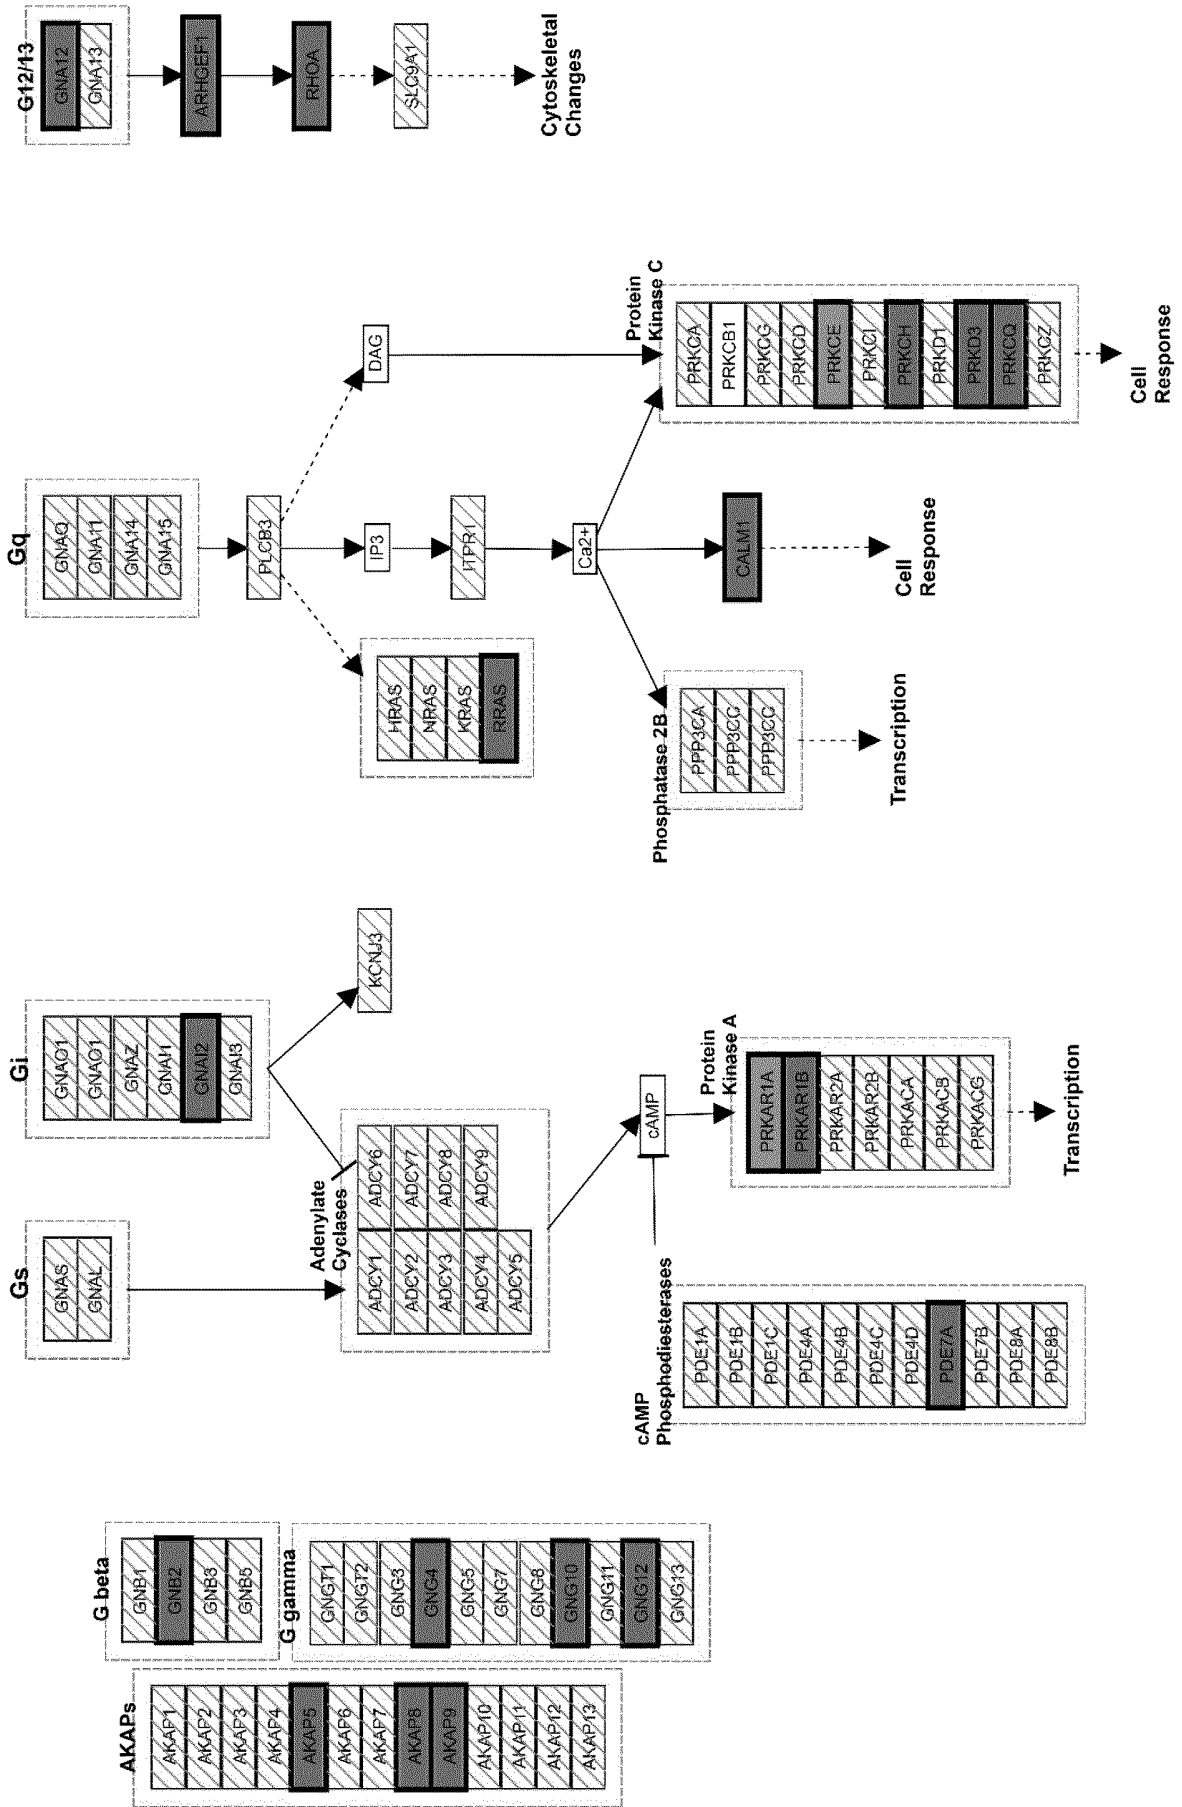 AKAPs
AKAP1
AKAP2
AKAP3
AKAP4
AKAP5
AKAP6
AKAP7
AKAP8
AKAP9
AKAP10
AKAP11
AKAP12
AKAP13
G beta
GNB1
GNB2
GNB3
GNB5
G gamma
GNGT1
GNGT2
GNG3
GNG4
GNG5
GNG7
GNG8
GNG10
GNG11
GNG12
GNG13
Gs
GNAS
GNAL
Gi
GNAO1
GNAO1
GNAZ
GNAI1
GNAI2
GNAI3
KCNJ3
Adenylate
Cyclases
ADCY1
ADCY2
ADCY3
ADCY4
ADCY5
ADCY6
ADCY7
ADCY8
ADCY9
cAMP
cAMP
Phosphodiesterases
PDE1A
PDE1B
PDE1C
PDE4A
PDE4B
PDE4C
PDE4D
PDE7A
PDE7B
PDE8A
PDE8B
Protein
Kinase A
PRKAR1A
PRKAR1B
PRKAR2A
PRKAR2B
PRKACA
PRKACB
PRKACG
Transcription
Gq
GNAQ
GNA11
GNA14
GNA15
PLCB3
HRAS
NRAS
KRAS
RRAS
IP3
DAG
ITPR1
Ca2+
Phosphatase 2B
PPP3CA
PPP3CC
PPP3CC
Transcription
CALM1
Cell
Response
Protein
Kinase C
PRKCA
PRKCB1
PRKCG
PRKCD
PRKCE
PRKCI
PRKCH
PRKD1
PRKD3
PRKCQ
PRKCZ
Cell
Response
G12/13
GNA12
GNA13
ARHGEF1
RHOA
SLC9A1
Cytoskeletal
Changes